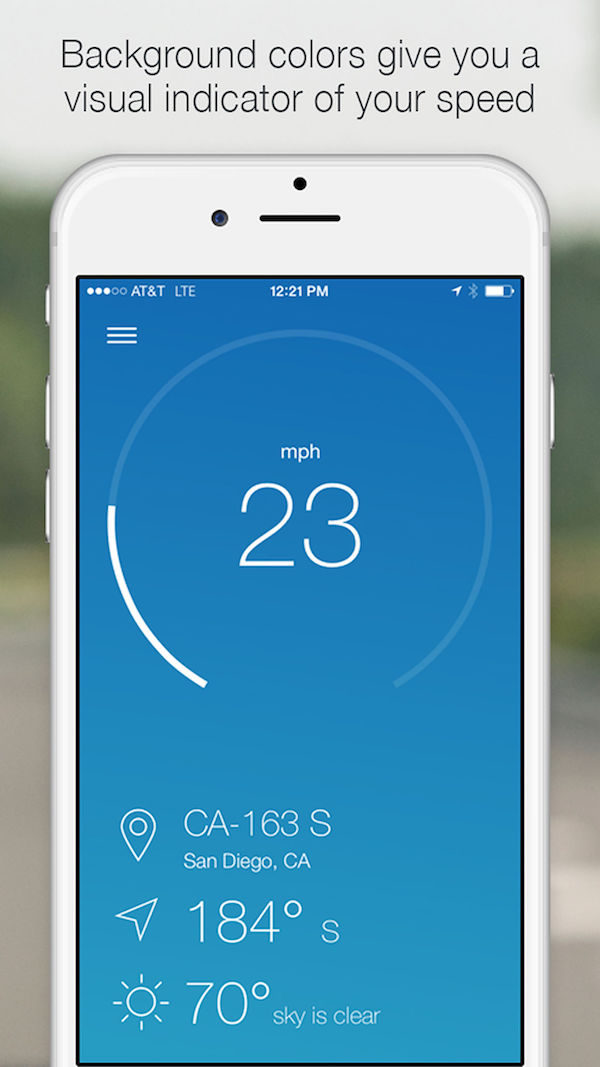 Background colors give you a
visual indicator of your speed
AT&T LTE 12:21 PM
mph
23
CA-163 S
San Diego, CA
184° S
70° sky is clear